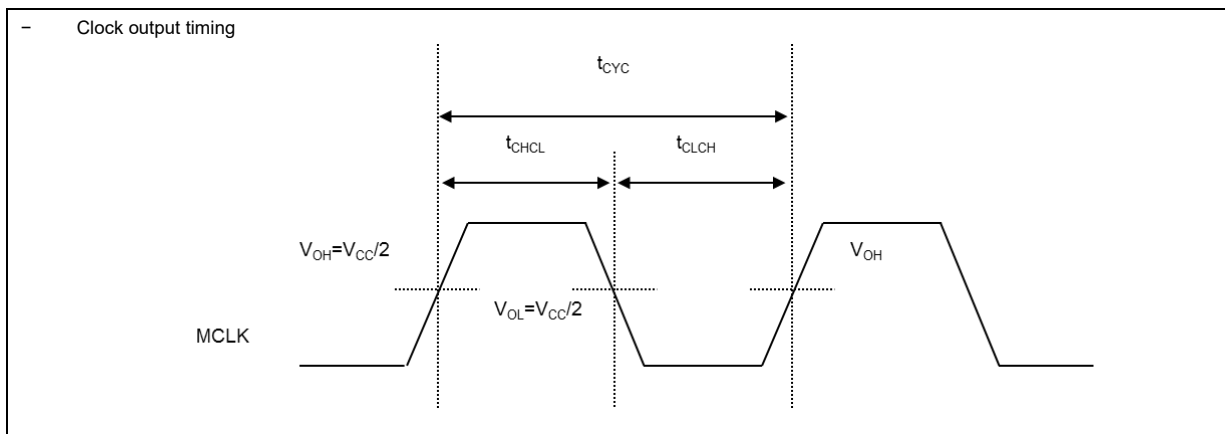 − Clock output timing
tCYC
tCHCL tCLCH
VOH=VCC/2 VOH
VOL=VCC/2
MCLK